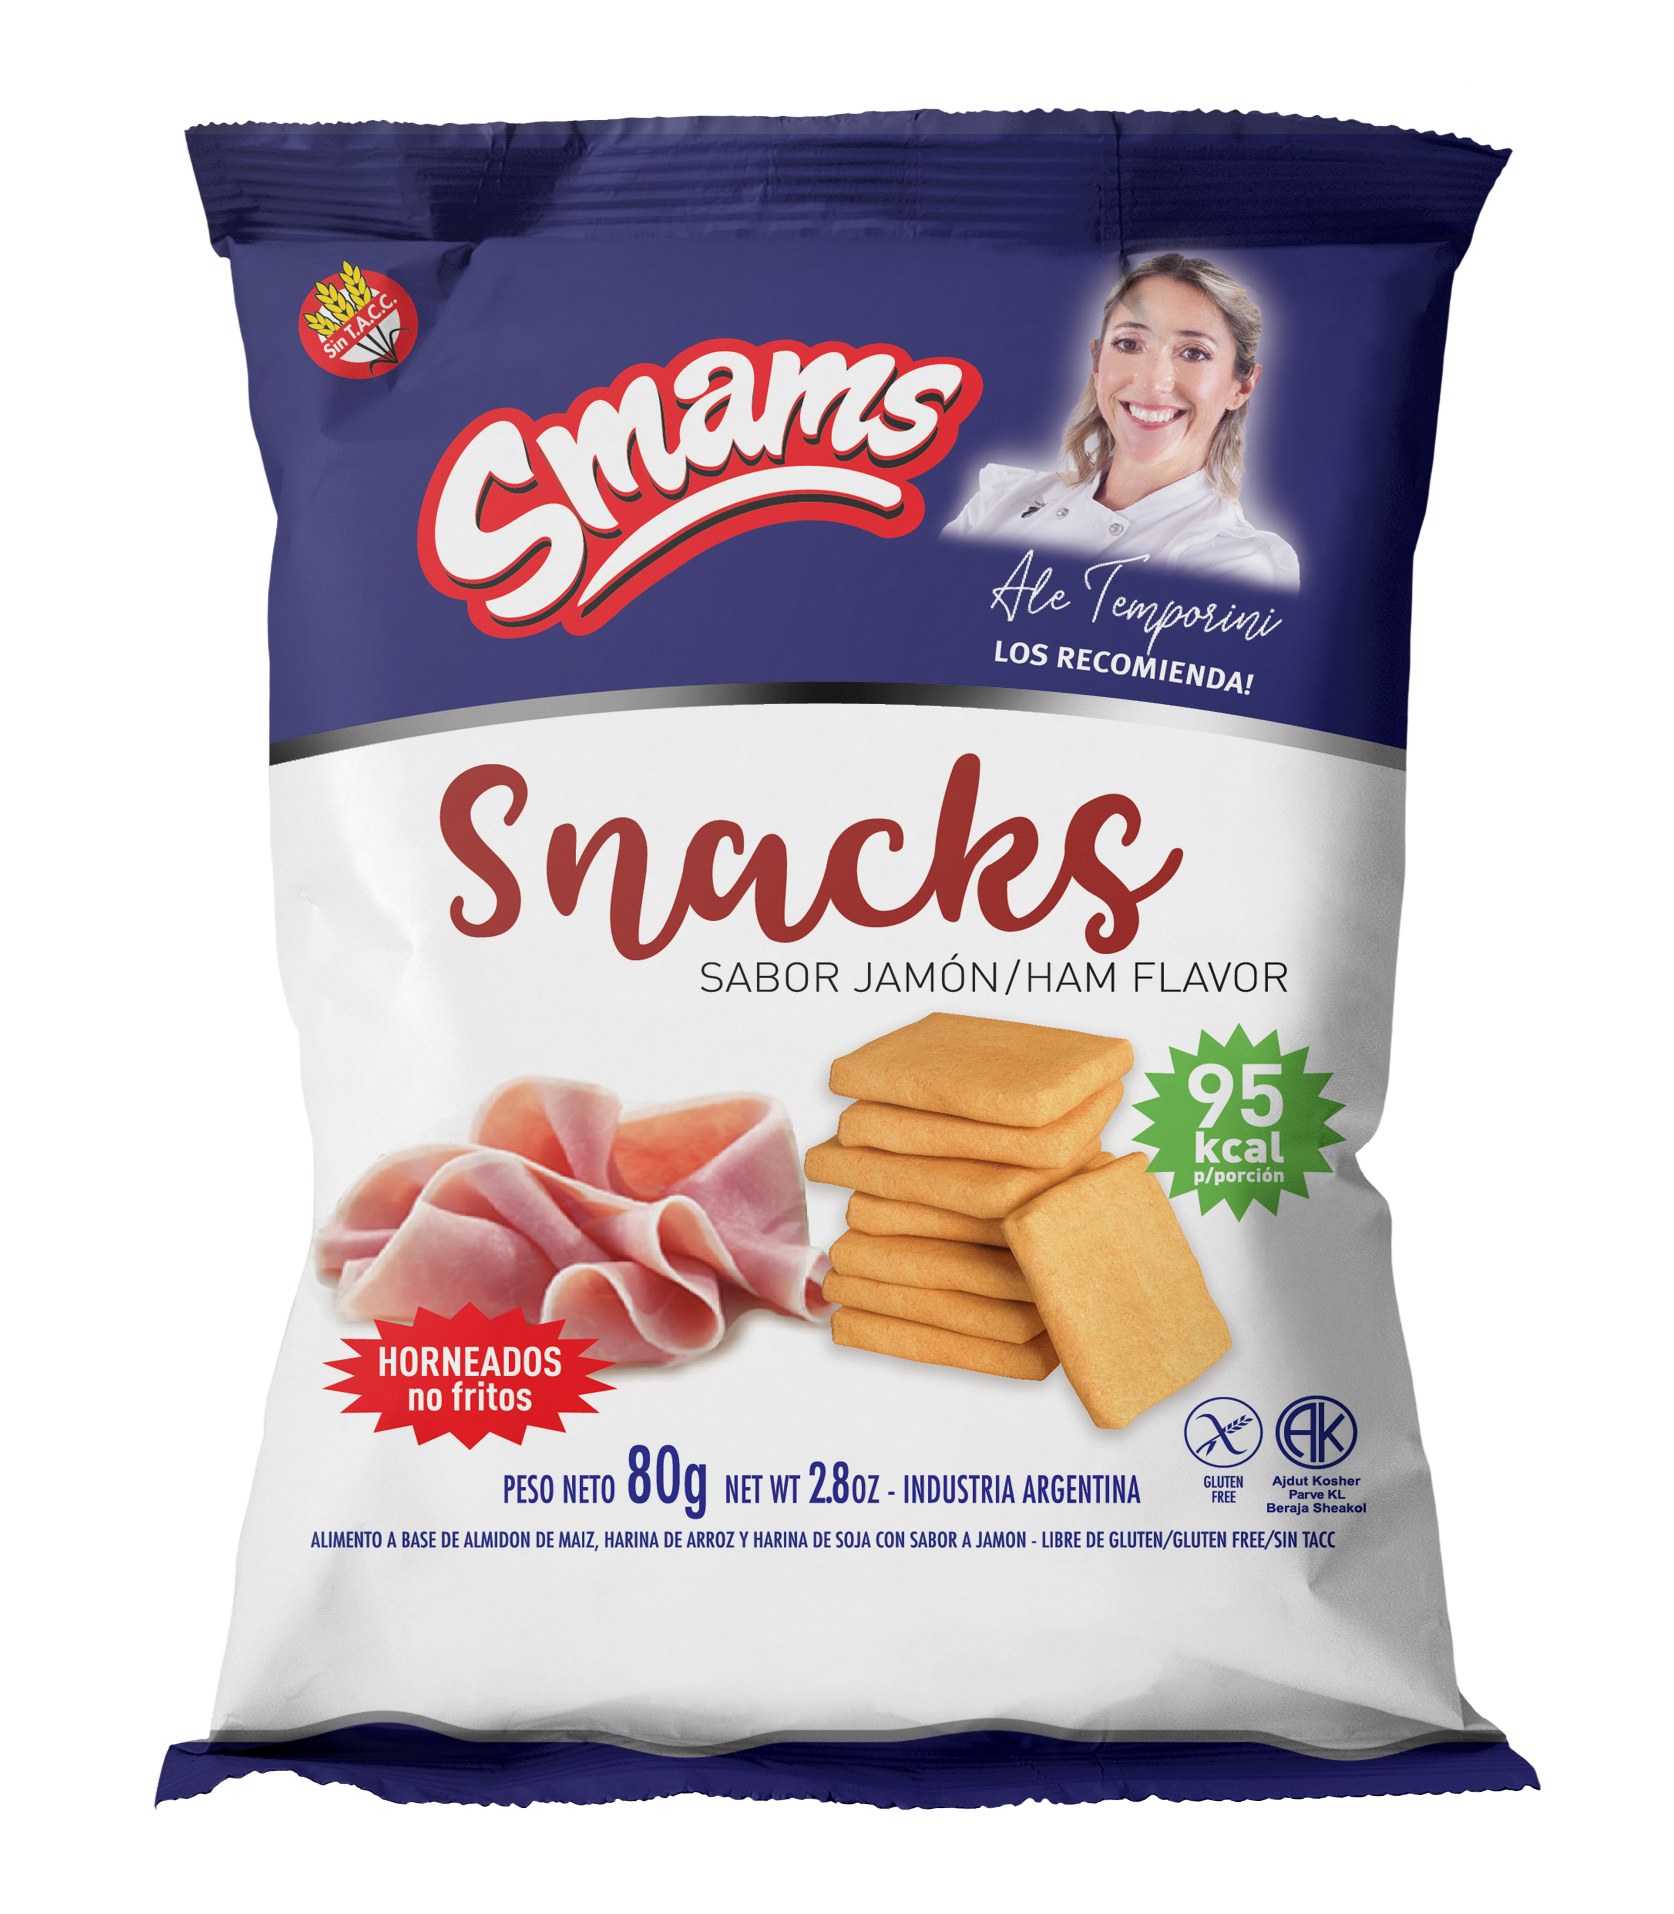 Sin T.A.C.C.
Smams
Ale Temporini
LOS RECOMIENDA!
Snacks
SABOR JAMÓN/HAM FLAVOR
95
kcal
p/porción
HORNEADOS
no fritos
PESO NETO 80g NET WT 2.8OZ - INDUSTRIA ARGENTINA
GLUTEN
FREE
AK
Ajdut Kosher
Parve KL
Beraja Sheakol
ALIMENTO A BASE DE ALMIDON DE MAIZ, HARINA DE ARROZ Y HARINA DE SOJA CON SABOR A JAMON - LIBRE DE GLUTEN/GLUTEN FREE/SIN TACC